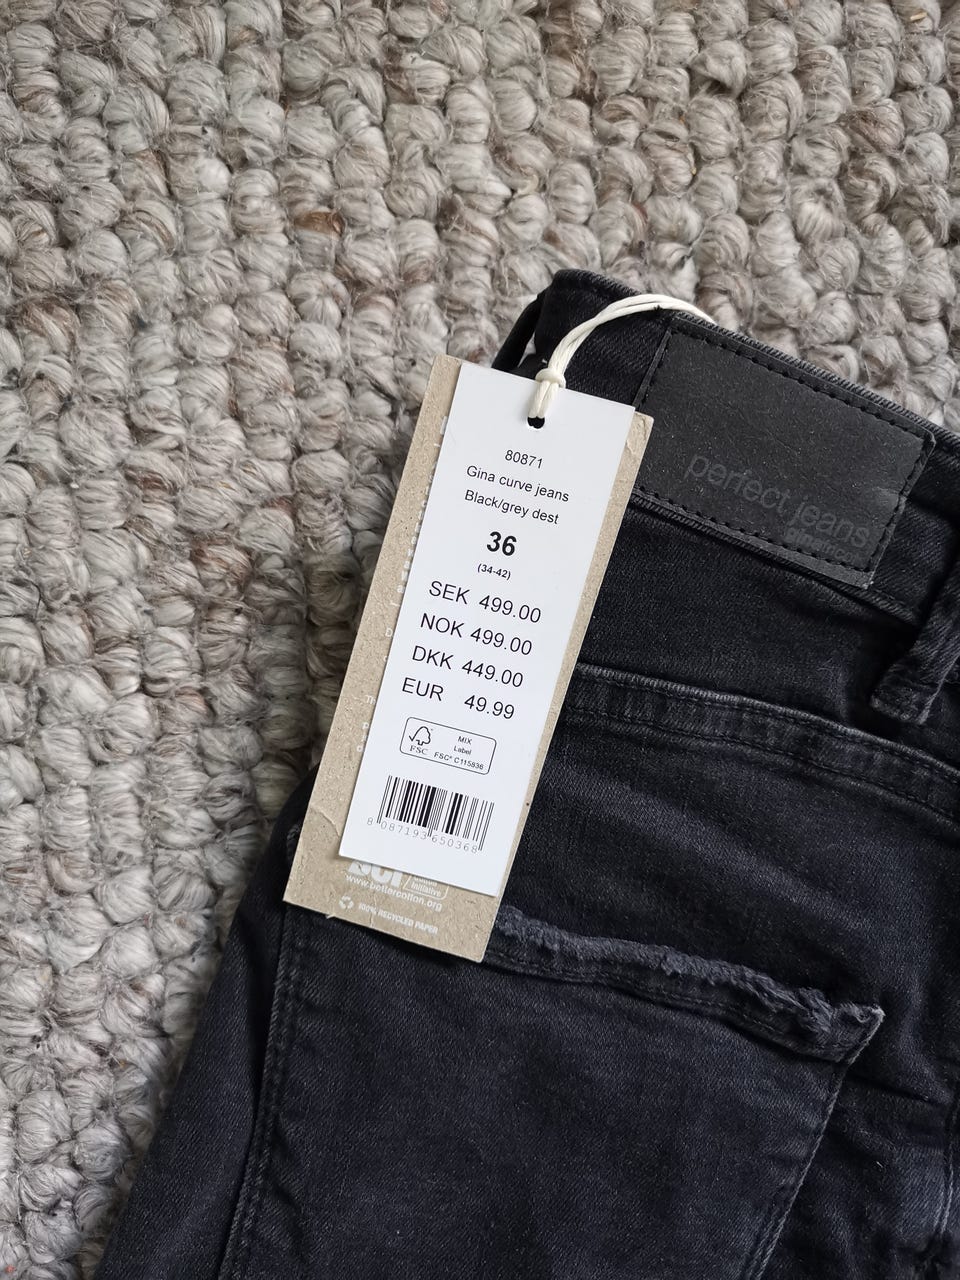 80871
Gina curve jeans
Black/grey dest
36
(34-42)
SEK 499.00
NOK 499.00
DKK 449.00
EUR 49.99
FSC
MIX
Label
FSC® C115836
8 087193 650368
www.bettercotton.org
100% RECYCLED PAPER
perfect jeans